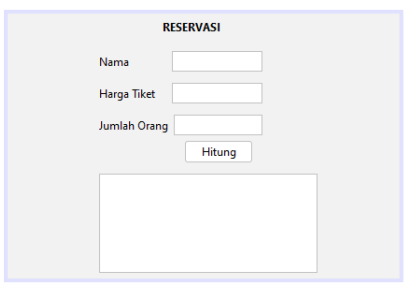 RESERVASI
Nama
Harga Tiket
Jumlah Orang
Hitung